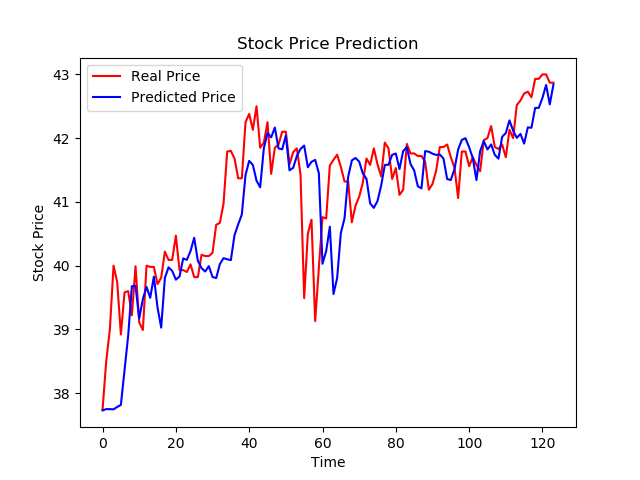 Stock Price Prediction
Real Price
Predicted Price
Stock Price
43
42
41
40
39
38
0 20 40 60 80 100 120
Time